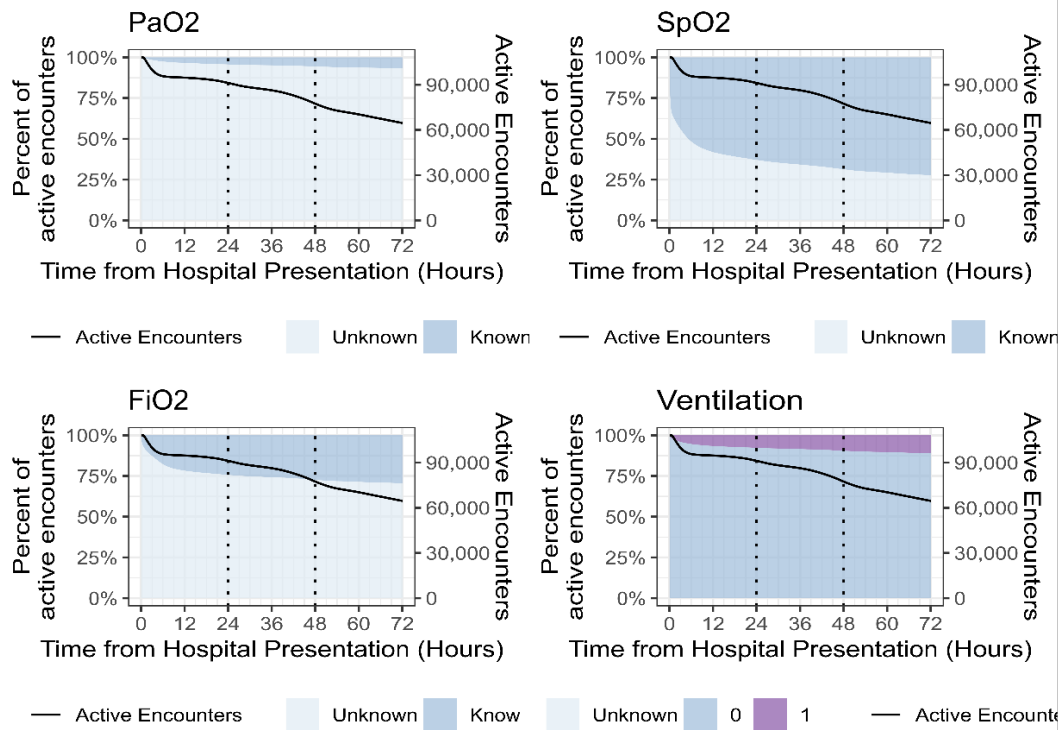 PaO2
Percent of
active encounters
100%
75%
50%
25%
0%
90,000
60,000
30,000
0
Active Encounters
0 12 24 36 48 60 72
Time from Hospital Presentation (Hours)
Active Encounters Unknown Known
SpO2
Percent of
active encounters
100%
75%
50%
25%
0%
90,000
60,000
30,000
0
Active Encounters
0 12 24 36 48 60 72
Time from Hospital Presentation (Hours)
Active Encounters Unknown Known
FiO2
Percent of
active encounters
100%
75%
50%
25%
0%
90,000
60,000
30,000
0
Active Encounters
0 12 24 36 48 60 72
Time from Hospital Presentation (Hours)
Active Encounters Unknown Know
Ventilation
Percent of
active encounters
100%
75%
50%
25%
0%
90,000
60,000
30,000
0
Active Encounters
0 12 24 36 48 60 72
Time from Hospital Presentation (Hours)
Unknown 0 1 Active Encounte